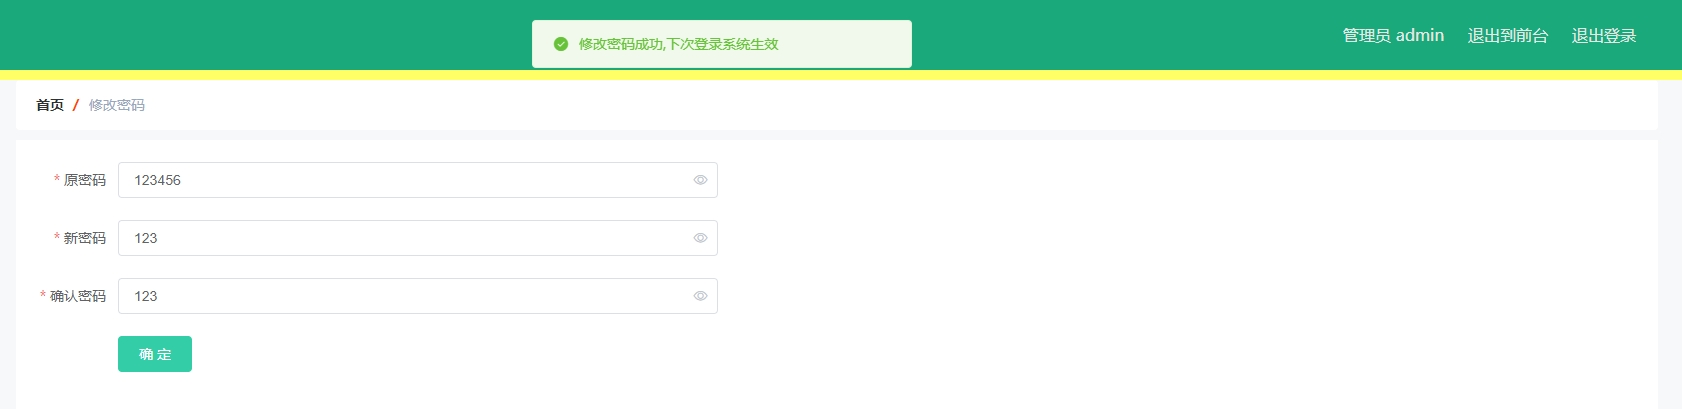 修改密码成功,下次登录系统生效
管理员 admin 退出到前台 退出登录
首页 / 修改密码
* 原密码 123456
* 新密码 123
* 确认密码 123
确 定